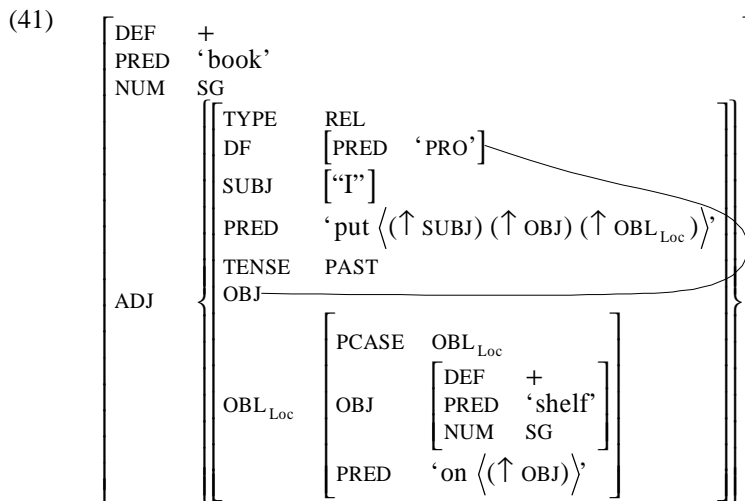 (41)
DEF +
PRED ‘book’
NUM SG
TYPE REL
DF [PRED ‘PRO’]
SUBJ [“I”]
PRED ‘put ⟨(↑ SUBJ) (↑ OBJ) (↑ OBL_Loc)⟩’
TENSE PAST
ADJ OBJ
PCASE OBL_Loc
DEF +
OBL_Loc OBJ PRED ‘shelf’
NUM SG
PRED ‘on ⟨(↑ OBJ)⟩’